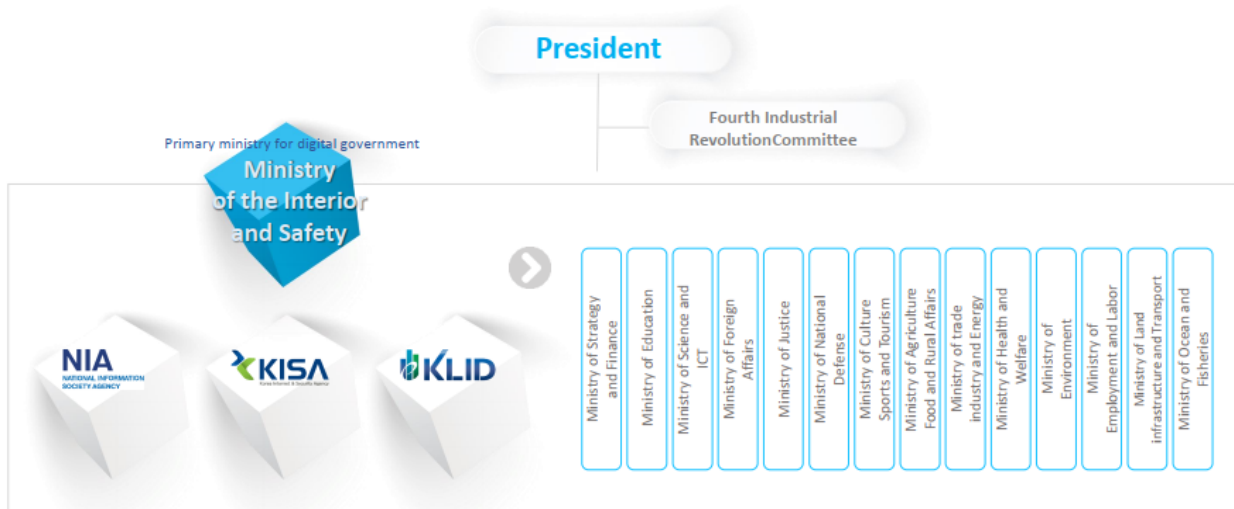 President
Fourth Industrial
RevolutionCommittee
Primary ministry for digital government
Ministry
of the Interior
and Safety
NIA
NATIONAL INFORMATION
SOCIETY AGENCY
KISA
Korea Internet & Security Agency
KLID
Ministry of Strategy
and Finance
Ministry of Education
Ministry of Science and
ICT
Ministry of Foreign
Affairs
Ministry of Justice
Ministry of National
Defense
Ministry of Culture
Sports and Tourism
Ministry of Agriculture
Food and Rural Affairs
Ministry of trade
industry and Energy
Ministry of Health and
Welfare
Ministry of
Environment
Ministry of
Employment and Labor
Ministry of Land
infrastructure and Transport
Ministry of Ocean and
Fisheries